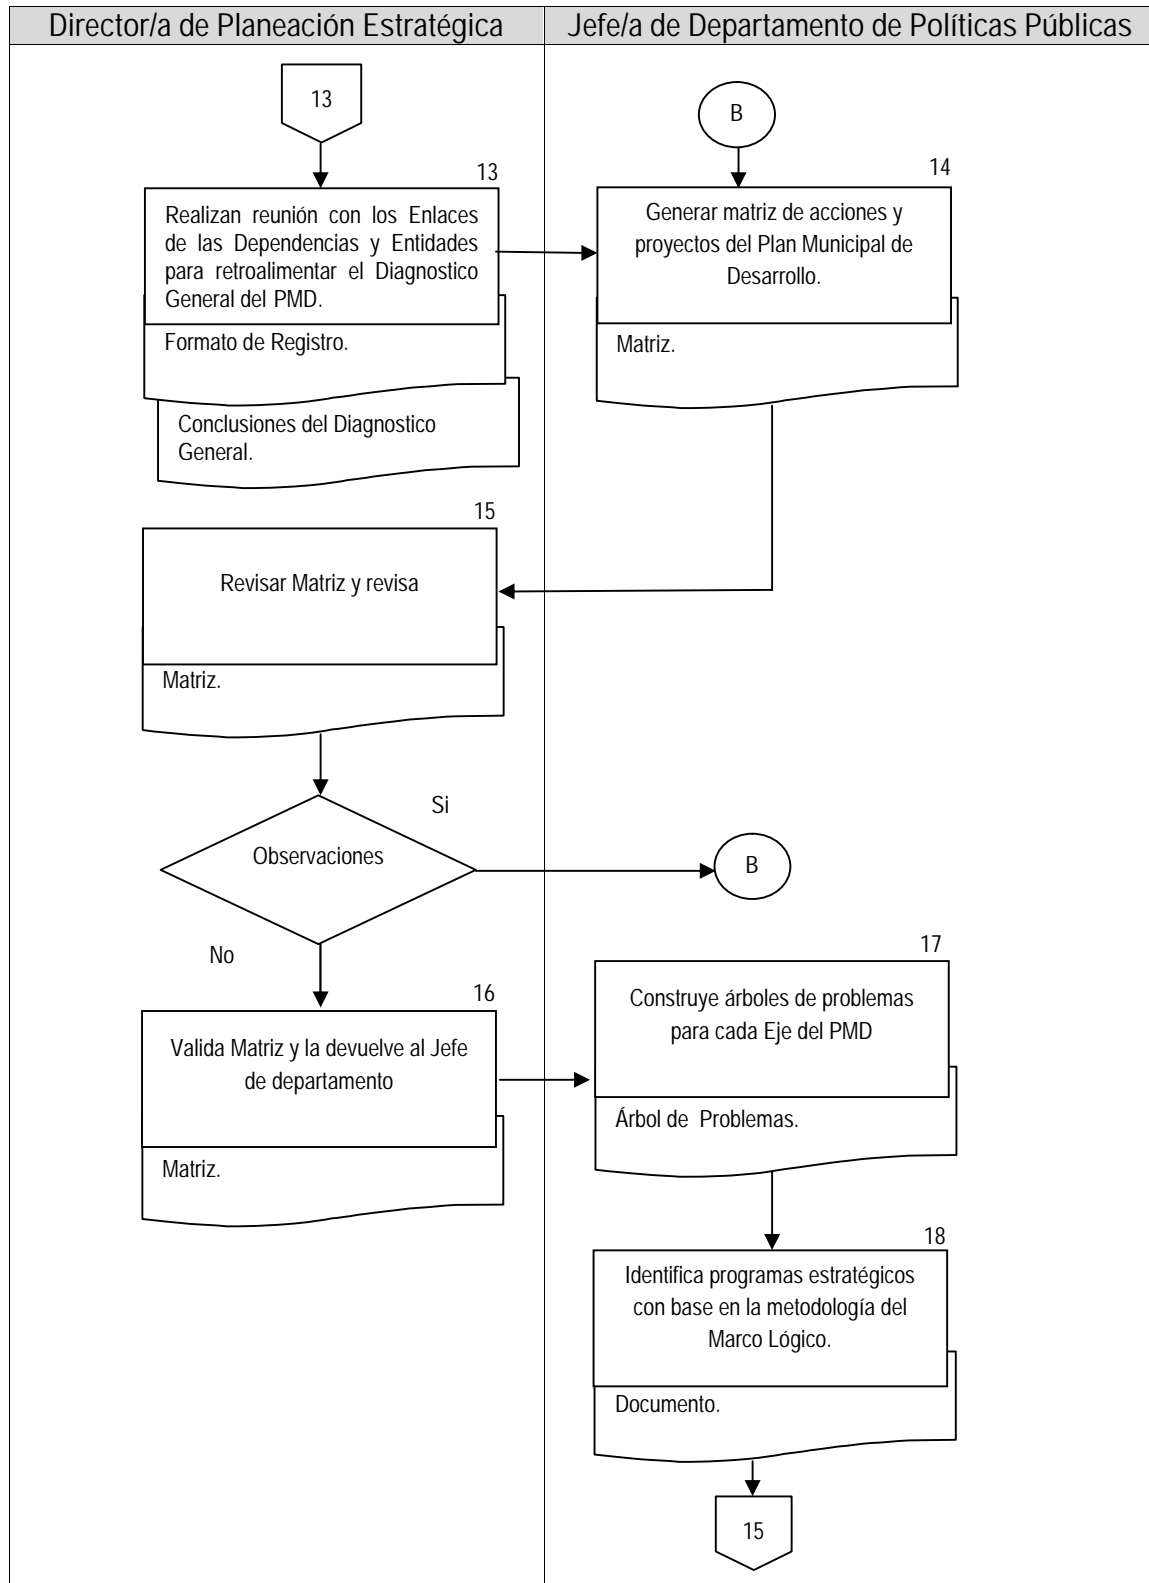 Director/a de Planeación Estratégica
Jefe/a de Departamento de Políticas Públicas
13
B
13
Realizan reunión con los Enlaces
de las Dependencias y Entidades
para retroalimentar el Diagnostico
General del PMD.
Formato de Registro.
Conclusiones del Diagnostico
General.
14
Generar matriz de acciones y
proyectos del Plan Municipal de
Desarrollo.
Matriz.
15
Revisar Matriz y revisa
Matriz.
Observaciones
Si
B
No
16
Valida Matriz y la devuelve al Jefe
de departamento
Matriz.
17
Construye árboles de problemas
para cada Eje del PMD
Árbol de Problemas.
18
Identifica programas estratégicos
con base en la metodología del
Marco Lógico.
Documento.
15